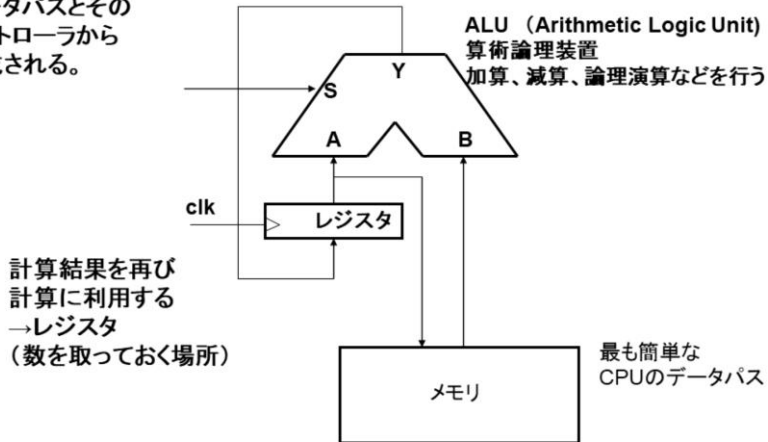 タパスとその
トローラから
される。
ALU （Arithmetic Logic Unit)
算術論理装置
加算、減算、論理演算などを行う
Y
S
A
B
clk
レジスタ
計算結果を再び
計算に利用する
→レジスタ
（数を取っておく場所）
メモリ
最も簡単な
CPUのデータパス